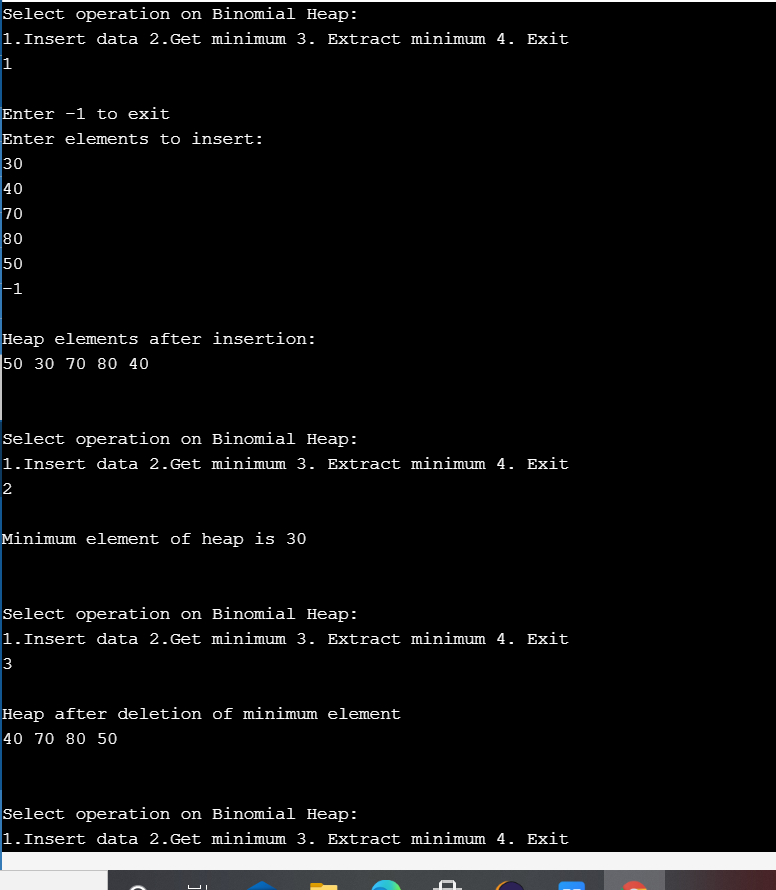 Select operation on Binomial Heap:
1.Insert data 2.Get minimum 3. Extract minimum 4. Exit
1
Enter -1 to exit
Enter elements to insert:
30
40
70
80
50
-1
Heap elements after insertion:
50 30 70 80 40
Select operation on Binomial Heap:
1.Insert data 2.Get minimum 3. Extract minimum 4. Exit
2
Minimum element of heap is 30
Select operation on Binomial Heap:
1.Insert data 2.Get minimum 3. Extract minimum 4. Exit
3
Heap after deletion of minimum element
40 70 80 50
Select operation on Binomial Heap:
1.Insert data 2.Get minimum 3. Extract minimum 4. Exit